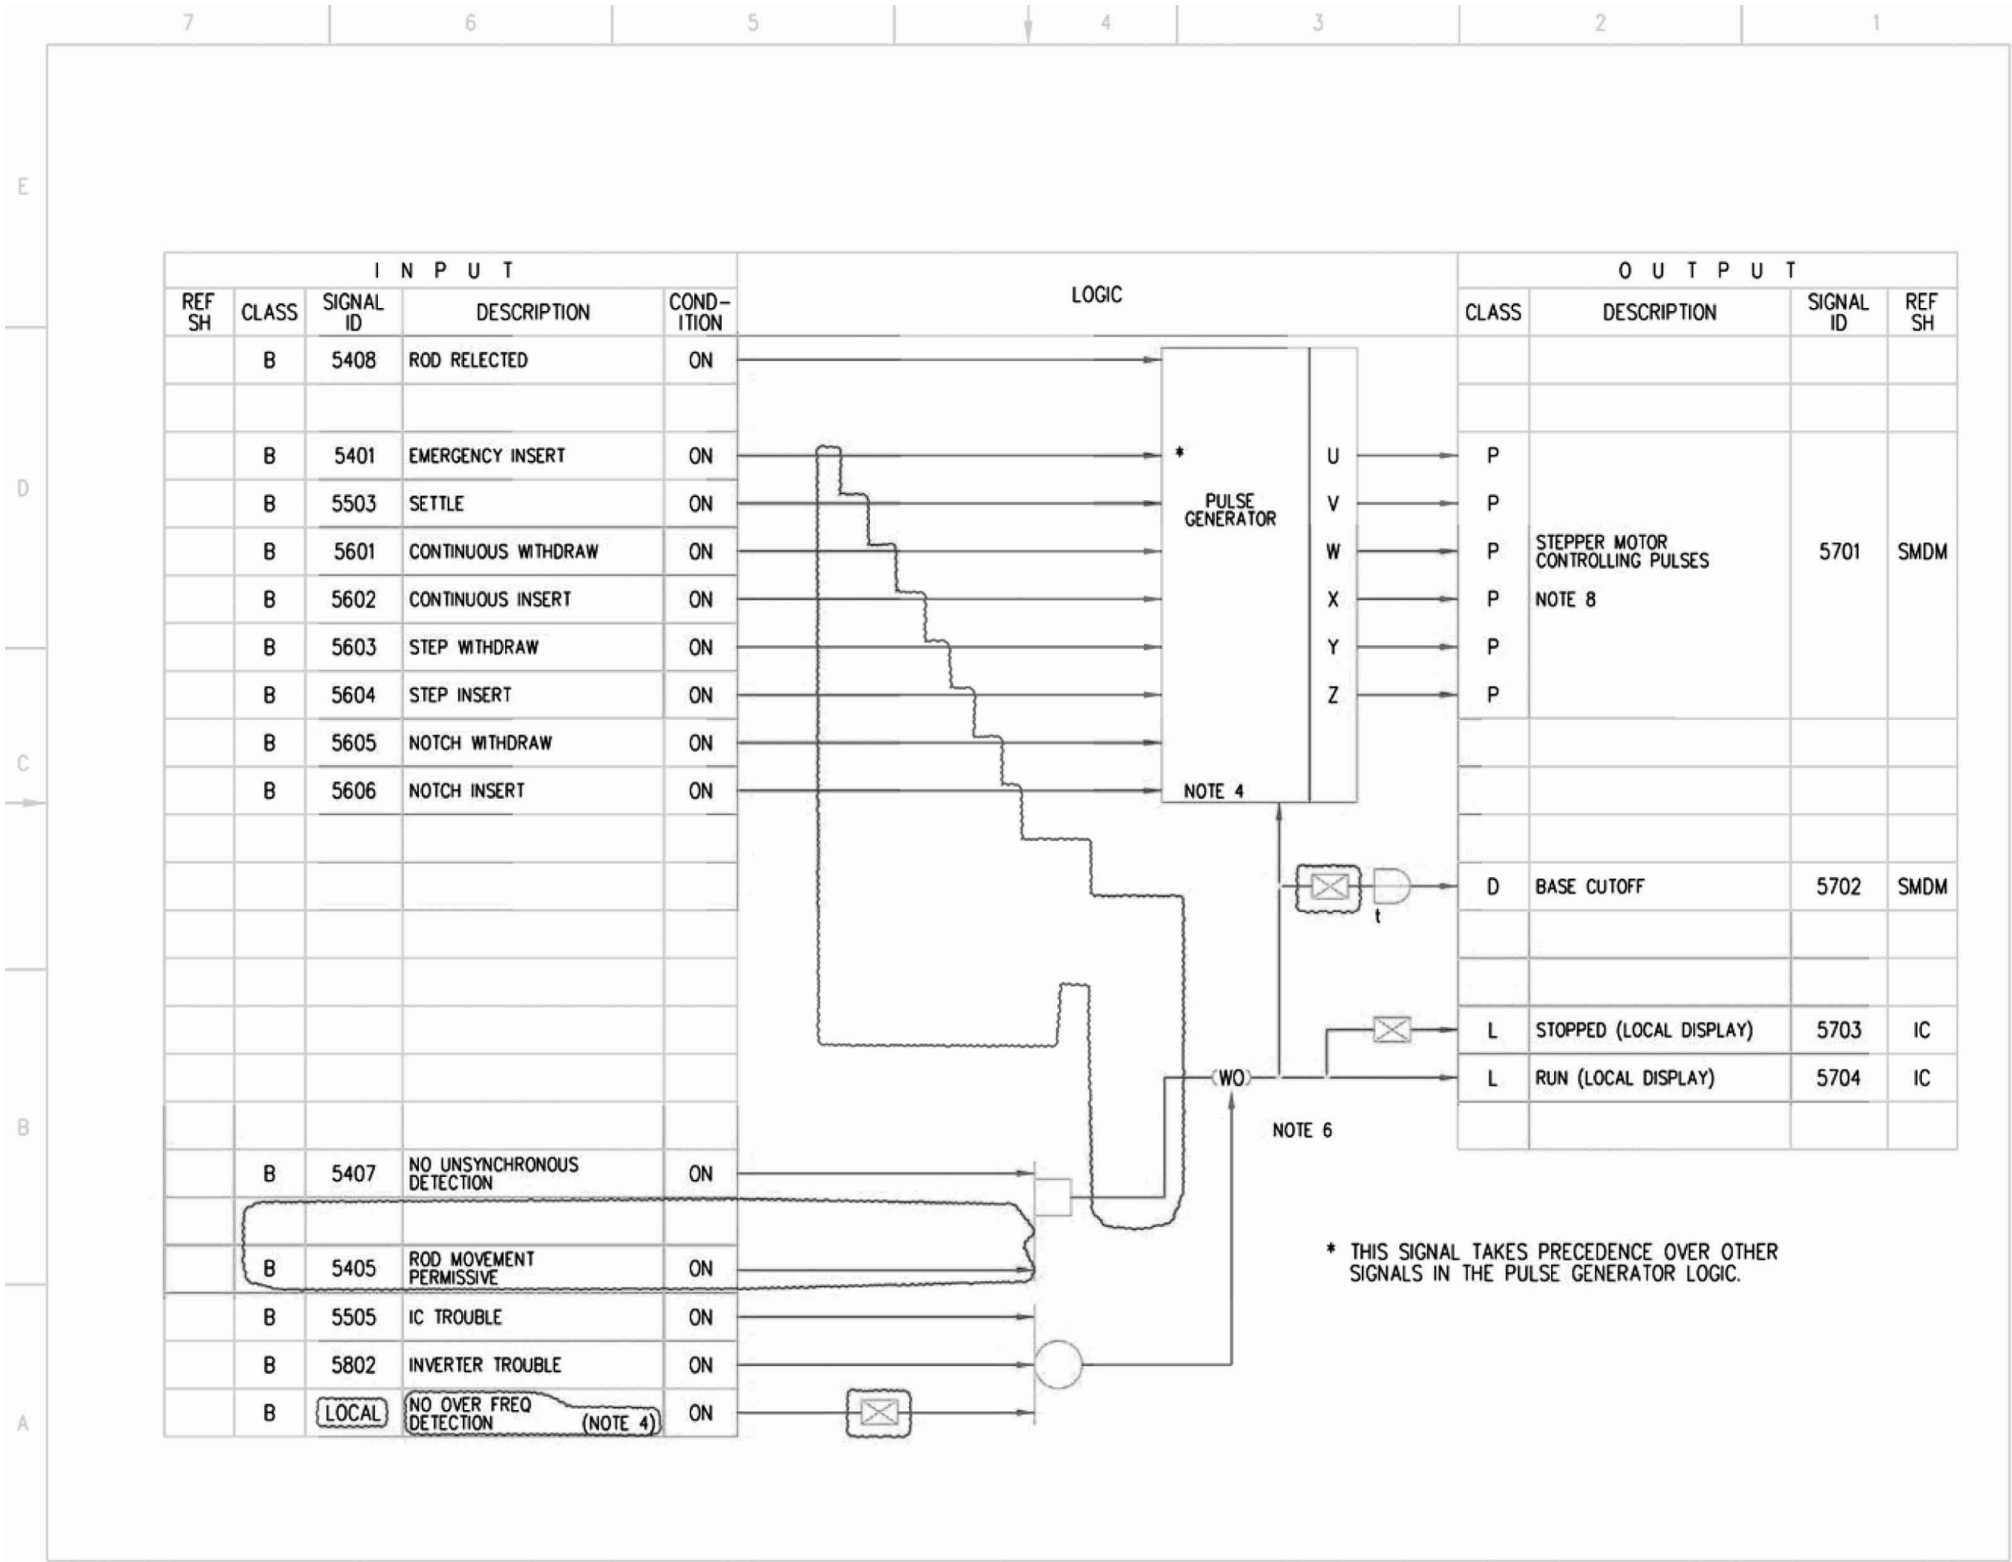 7 6 5 4 3 2 1
E
D
C
B
A
I N P U T
LOGIC
O U T P U T
REF SH CLASS SIGNAL ID DESCRIPTION COND-ITION
CLASS DESCRIPTION SIGNAL ID REF SH
B 5408 ROD RELECTED ON
B 5401 EMERGENCY INSERT ON
B 5503 SETTLE ON
B 5601 CONTINUOUS WITHDRAW ON
B 5602 CONTINUOUS INSERT ON
B 5603 STEP WITHDRAW ON
B 5604 STEP INSERT ON
B 5605 NOTCH WITHDRAW ON
B 5606 NOTCH INSERT ON
B 5407 NO UNSYNCHRONOUS DETECTION ON
B 5405 ROD MOVEMENT PERMISSIVE ON
B 5505 IC TROUBLE ON
B 5802 INVERTER TROUBLE ON
B LOCAL NO OVER FREQ DETECTION (NOTE 4) ON
*
PULSE
GENERATOR
NOTE 4
U
V
W
X
Y
Z
t
(WO)
NOTE 6
P
P
P STEPPER MOTOR CONTROLLING PULSES 5701 SMDM
P NOTE 8
P
P
D BASE CUTOFF 5702 SMDM
L STOPPED (LOCAL DISPLAY) 5703 IC
L RUN (LOCAL DISPLAY) 5704 IC
* THIS SIGNAL TAKES PRECEDENCE OVER OTHER
SIGNALS IN THE PULSE GENERATOR LOGIC.